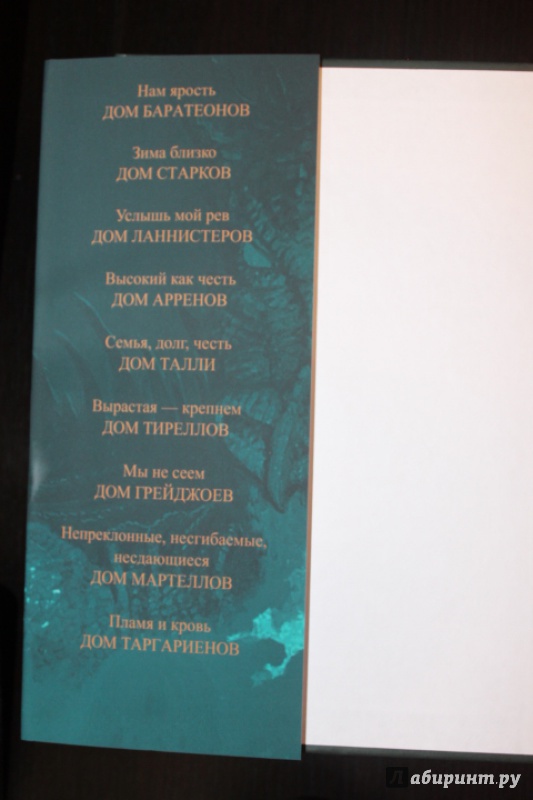 Нам ярость
ДОМ БАРАТЕОНОВ
Зима близко
ДОМ СТАРКОВ
Услышь мой рев
ДОМ ЛАННИСТЕРОВ
Высокий как честь
ДОМ АРРЕНОВ
Семья, долг, честь
ДОМ ТАЛЛИ
Вырастая — крепнем
ДОМ ТИРЕЛЛОВ
Мы не сеем
ДОМ ГРЕЙДЖОЕВ
Непреклонные, несгибаемые,
несдающиеся
ДОМ МАРТЕЛЛОВ
Пламя и кровь
ДОМ ТАРГАРИЕНОВ
Лабиринт.ру